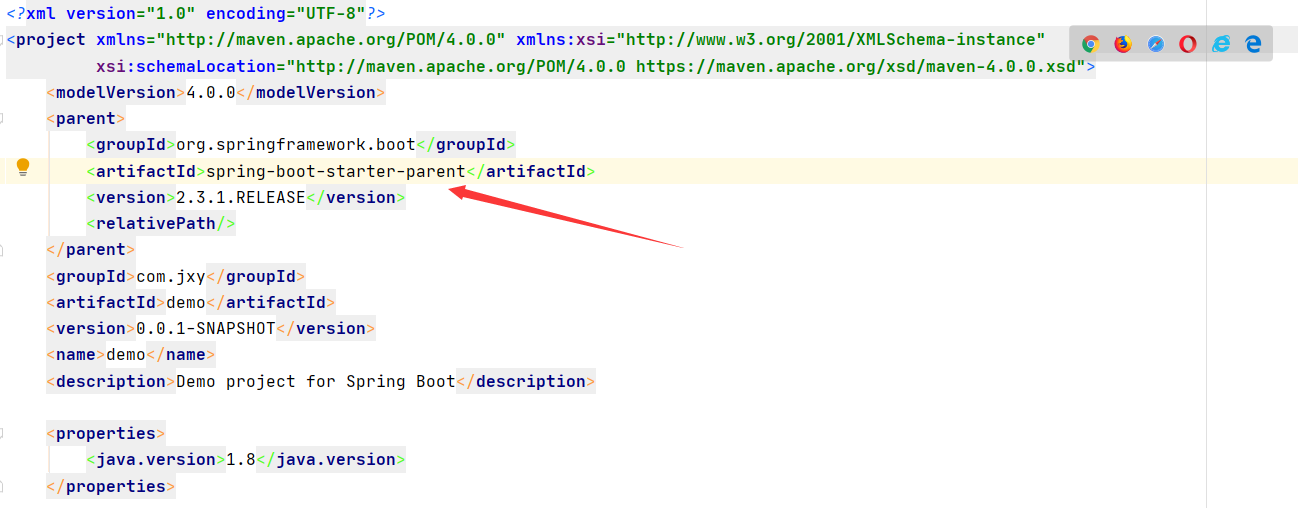 <?xml version="1.0" encoding="UTF-8"?>
<project xmlns="http://maven.apache.org/POM/4.0.0" xmlns:xsi="http://www.w3.org/2001/XMLSchema-instance"
         xsi:schemaLocation="http://maven.apache.org/POM/4.0.0 https://maven.apache.org/xsd/maven-4.0.0.xsd">
    <modelVersion>4.0.0</modelVersion>
    <parent>
        <groupId>org.springframework.boot</groupId>
        <artifactId>spring-boot-starter-parent</artifactId>
        <version>2.3.1.RELEASE</version>
        <relativePath/>
    </parent>
    <groupId>com.jxy</groupId>
    <artifactId>demo</artifactId>
    <version>0.0.1-SNAPSHOT</version>
    <name>demo</name>
    <description>Demo project for Spring Boot</description>
    <properties>
        <java.version>1.8</java.version>
    </properties>